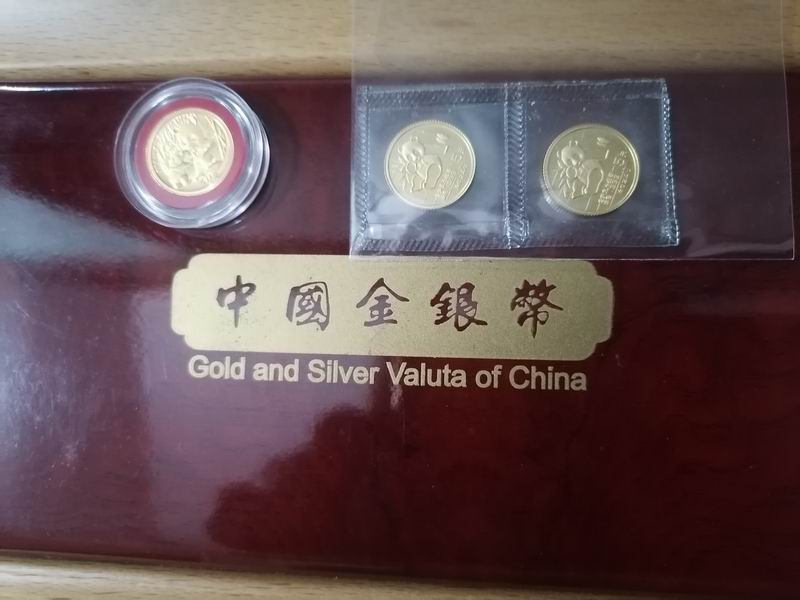 中國金銀幣
Gold and Silver Valuta of China